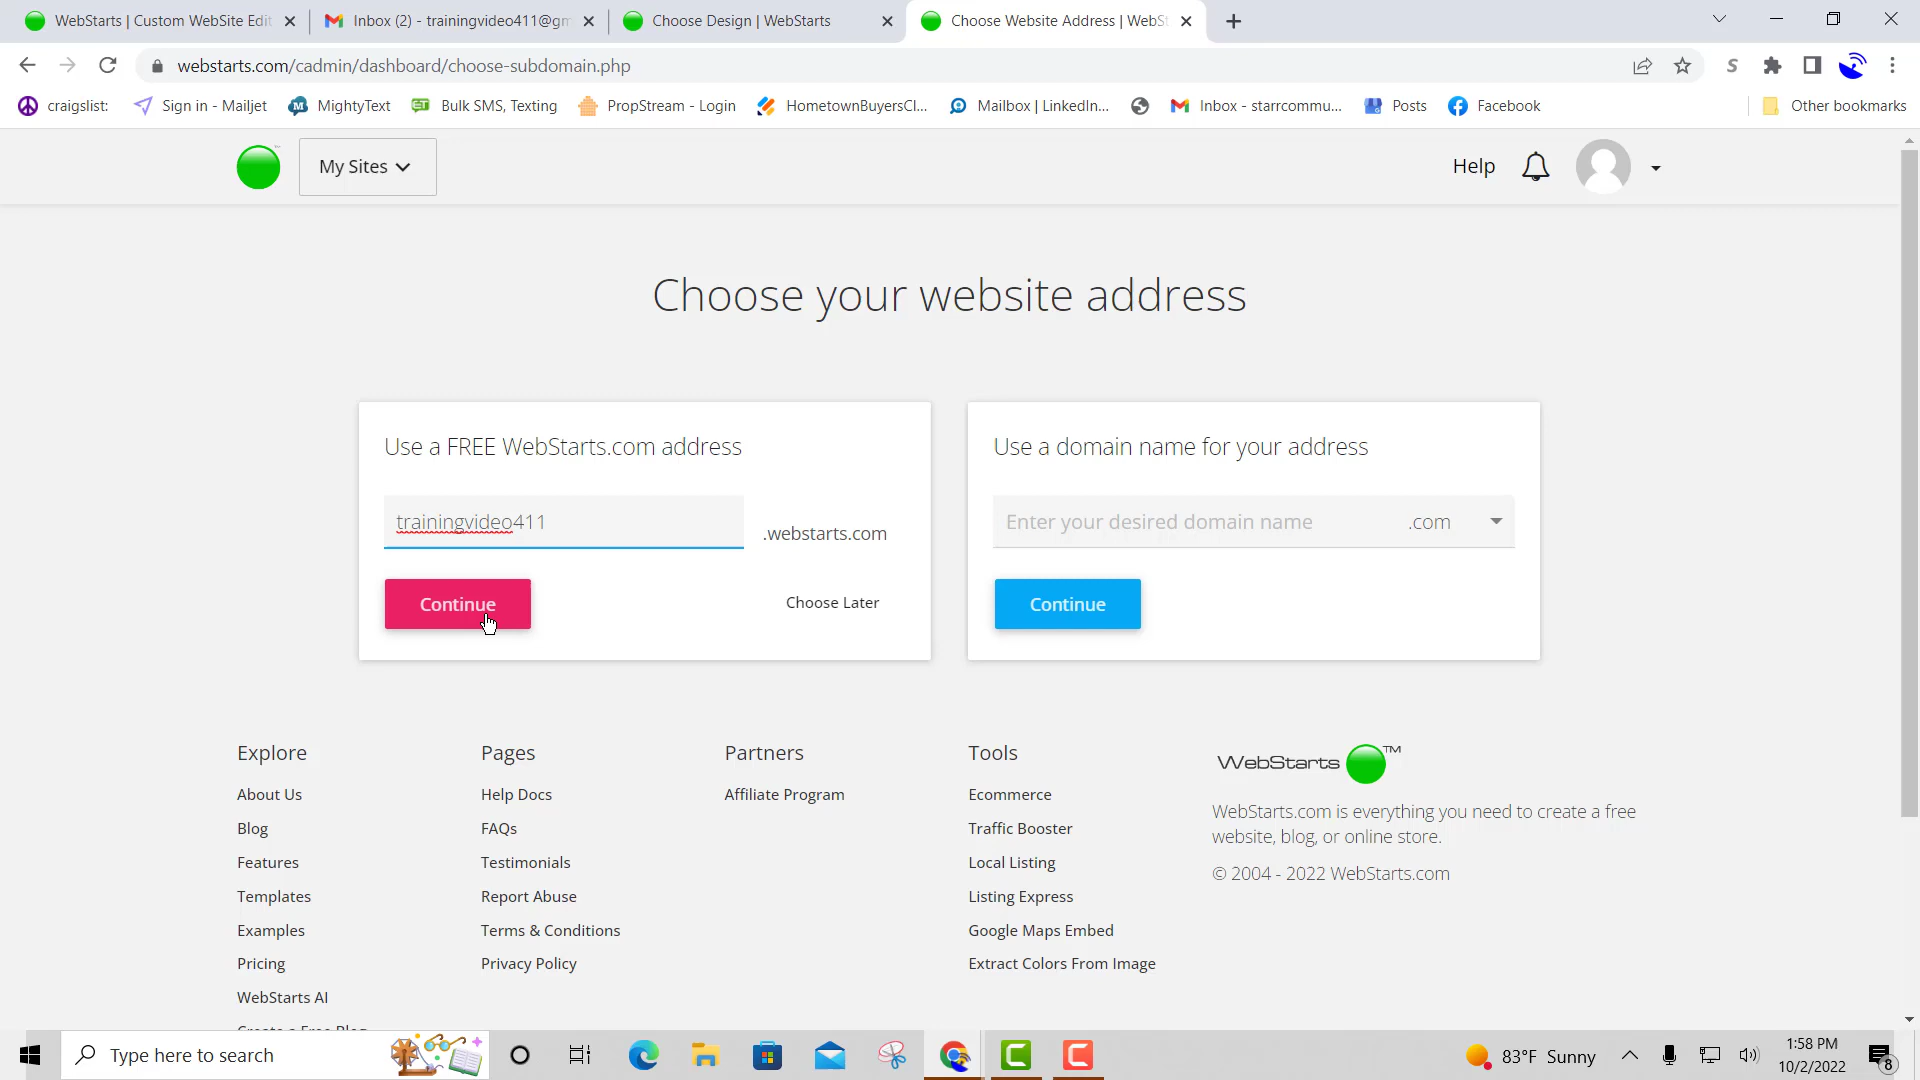 WebStarts | Custom WebSite Edit
Inbox (2) - trainingvideo411@gm
Choose Design | WebStarts
Choose Website Address | WebSt
webstarts.com/cadmin/dashboard/choose-subdomain.php
craigslist:
Sign in - Mailjet
MightyText
Bulk SMS, Texting
PropStream - Login
HometownBuyersCl...
Mailbox | LinkedIn...
Inbox - starrcommu...
Posts
Facebook
Other bookmarks
My Sites
Help
Choose your website address
Use a FREE WebStarts.com address
trainingvideo411
.webstarts.com
Continue
Choose Later
Use a domain name for your address
Enter your desired domain name
.com
Continue
Explore
About Us
Blog
Features
Templates
Examples
Pricing
WebStarts AI
Pages
Help Docs
FAQs
Testimonials
Report Abuse
Terms & Conditions
Privacy Policy
Partners
Affiliate Program
Tools
Ecommerce
Traffic Booster
Local Listing
Listing Express
Google Maps Embed
Extract Colors From Image
WebStarts TM
WebStarts.com is everything you need to create a free
website, blog, or online store.
© 2004 - 2022 WebStarts.com
Type here to search
83°F Sunny
1:58 PM
10/2/2022
8